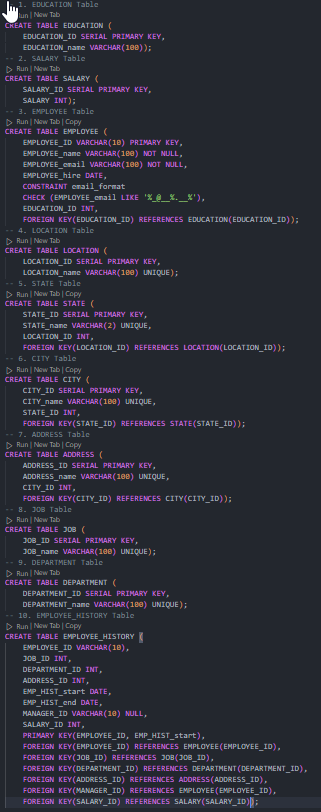 1. EDUCATION Table
Run | New Tab
CREATE TABLE EDUCATION (
EDUCATION_ID SERIAL PRIMARY KEY,
EDUCATION_name VARCHAR(100));
-- 2. SALARY Table
Run | New Tab
CREATE TABLE SALARY (
SALARY_ID SERIAL PRIMARY KEY,
SALARY INT);
-- 3. EMPLOYEE Table
Run | New Tab | Copy
CREATE TABLE EMPLOYEE (
EMPLOYEE_ID VARCHAR(10) PRIMARY KEY,
EMPLOYEE_name VARCHAR(100) NOT NULL,
EMPLOYEE_email VARCHAR(100) NOT NULL,
EMPLOYEE_hire DATE,
CONSTRAINT email_format
CHECK (EMPLOYEE_email LIKE '%_@__%.__%'),
EDUCATION_ID INT,
FOREIGN KEY(EDUCATION_ID) REFERENCES EDUCATION(EDUCATION_ID));
-- 4. LOCATION Table
Run | New Tab
CREATE TABLE LOCATION (
LOCATION_ID SERIAL PRIMARY KEY,
LOCATION_name VARCHAR(100) UNIQUE);
-- 5. STATE Table
Run | New Tab | Copy
CREATE TABLE STATE (
STATE_ID SERIAL PRIMARY KEY,
STATE_name VARCHAR(2) UNIQUE,
LOCATION_ID INT,
FOREIGN KEY(LOCATION_ID) REFERENCES LOCATION(LOCATION_ID));
-- 6. CITY Table
Run | New Tab | Copy
CREATE TABLE CITY (
CITY_ID SERIAL PRIMARY KEY,
CITY_name VARCHAR(100) UNIQUE,
STATE_ID INT,
FOREIGN KEY(STATE_ID) REFERENCES STATE(STATE_ID));
-- 7. ADDRESS Table
Run | New Tab | Copy
CREATE TABLE ADDRESS (
ADDRESS_ID SERIAL PRIMARY KEY,
ADDRESS_name VARCHAR(100) UNIQUE,
CITY_ID INT,
FOREIGN KEY(CITY_ID) REFERENCES CITY(CITY_ID));
-- 8. JOB Table
Run | New Tab
CREATE TABLE JOB (
JOB_ID SERIAL PRIMARY KEY,
JOB_name VARCHAR(100) UNIQUE);
-- 9. DEPARTMENT Table
Run | New Tab
CREATE TABLE DEPARTMENT (
DEPARTMENT_ID SERIAL PRIMARY KEY,
DEPARTMENT_name VARCHAR(100) UNIQUE);
-- 10. EMPLOYEE_HISTORY Table
Run | New Tab | Copy
CREATE TABLE EMPLOYEE_HISTORY (
EMPLOYEE_ID VARCHAR(10),
JOB_ID INT,
DEPARTMENT_ID INT,
ADDRESS_ID INT,
EMP_HIST_start DATE,
EMP_HIST_end DATE,
MANAGER_ID VARCHAR(10) NULL,
SALARY_ID INT,
PRIMARY KEY(EMPLOYEE_ID, EMP_HIST_start),
FOREIGN KEY(EMPLOYEE_ID) REFERENCES EMPLOYEE(EMPLOYEE_ID),
FOREIGN KEY(JOB_ID) REFERENCES JOB(JOB_ID),
FOREIGN KEY(DEPARTMENT_ID) REFERENCES DEPARTMENT(DEPARTMENT_ID),
FOREIGN KEY(ADDRESS_ID) REFERENCES ADDRESS(ADDRESS_ID),
FOREIGN KEY(MANAGER_ID) REFERENCES EMPLOYEE(EMPLOYEE_ID),
FOREIGN KEY(SALARY_ID) REFERENCES SALARY(SALARY_ID));